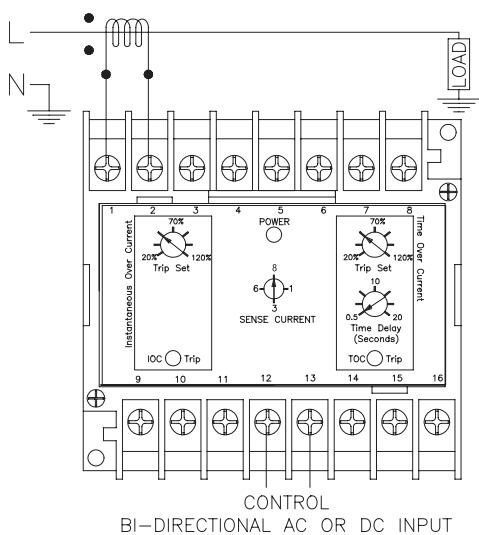 L
N
LOAD
1 2 3 4 5 6 7 8
Instantaneous Over Current
70%
20% 120%
Trip Set
IOC Trip
POWER
8
6 1
3
SENSE CURRENT
70%
20% 120%
Trip Set
10
0.5 20
Time Delay
(Seconds)
TOC Trip
Time Over Current
9 10 11 12 13 14 15 16
CONTROL
BI-DIRECTIONAL AC OR DC INPUT